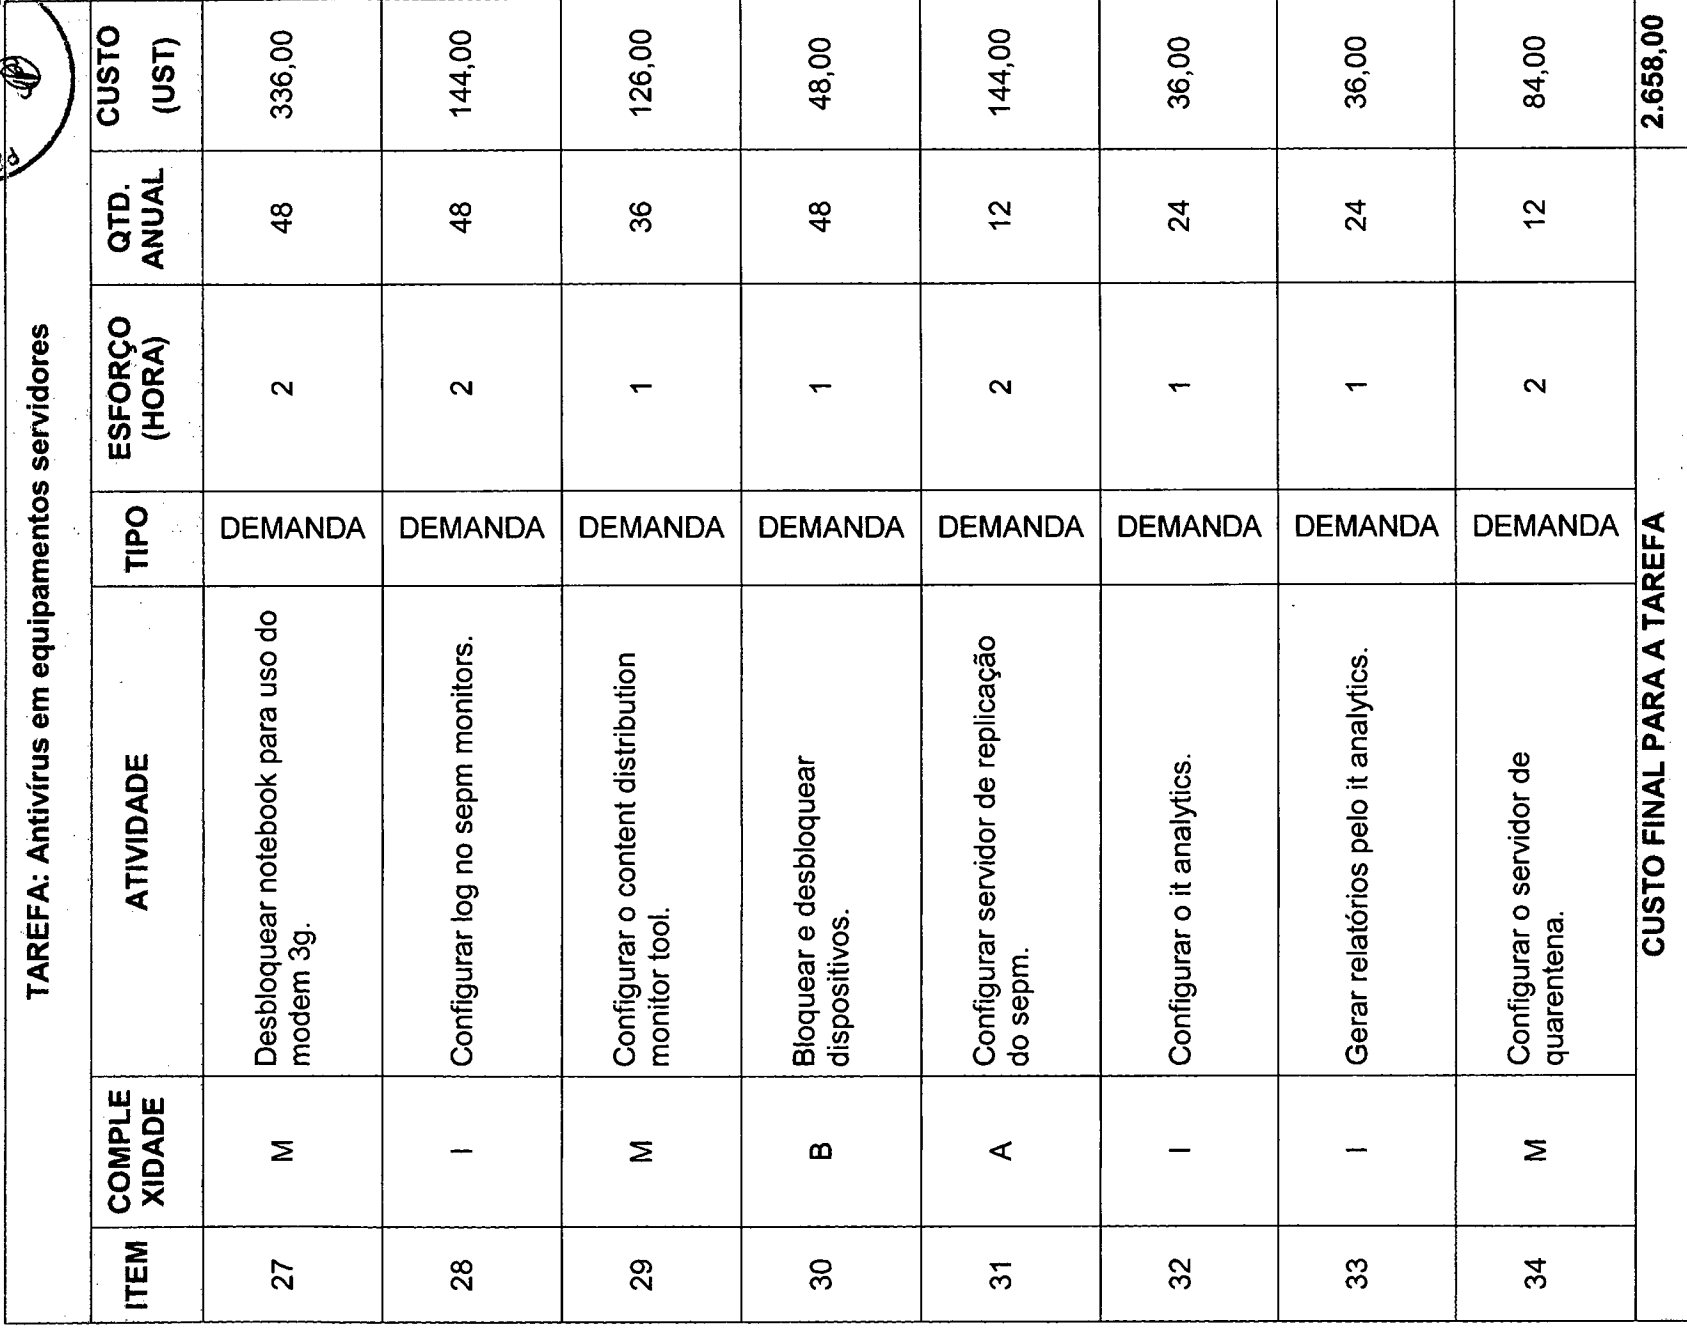 TAREFA: Antivírus em equipamentos servidores
ITEM COMPLE XIDADE ATIVIDADE TIPO ESFORÇO (HORA) QTD. ANUAL CUSTO (UST)
27 M Desbloquear notebook para uso do modem 3g. DEMANDA 2 48 336,00
28 I Configurar log no sepm monitors. DEMANDA 2 48 144,00
29 M Configurar o content distribution monitor tool. DEMANDA 1 36 126,00
30 B Bloquear e desbloquear dispositivos. DEMANDA 1 48 48,00
31 A Configurar servidor de replicação do sepm. DEMANDA 2 12 144,00
32 I Configurar o it analytics. DEMANDA 1 24 36,00
33 I Gerar relatórios pelo it analytics. DEMANDA 1 24 36,00
34 M Configurar o servidor de quarentena. DEMANDA 2 12 84,00
CUSTO FINAL PARA A TAREFA 2.658,00